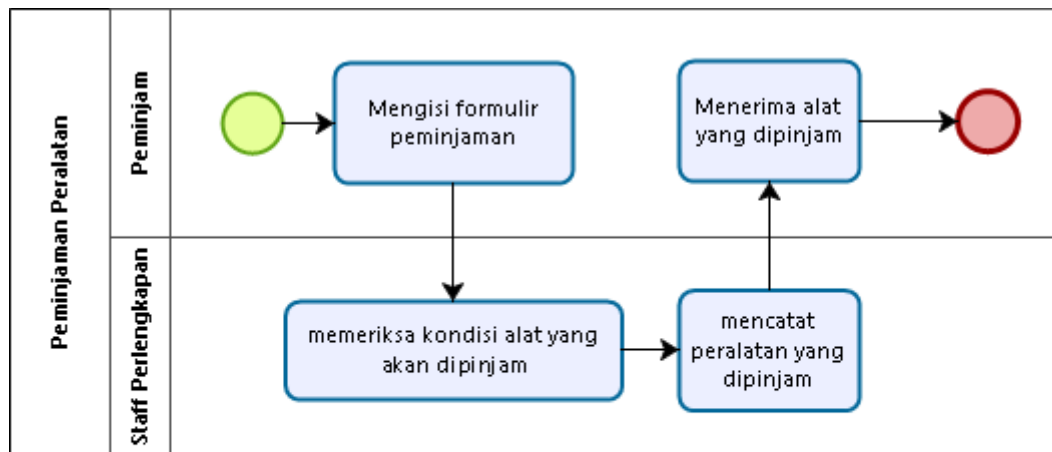 Peminjaman Peralatan
Peminjam
Mengisi formulir
peminjaman
Menerima alat
yang dipinjam
Staff Perlengkapan
memeriksa kondisi alat yang
akan dipinjam
mencatat
peralatan yang
dipinjam